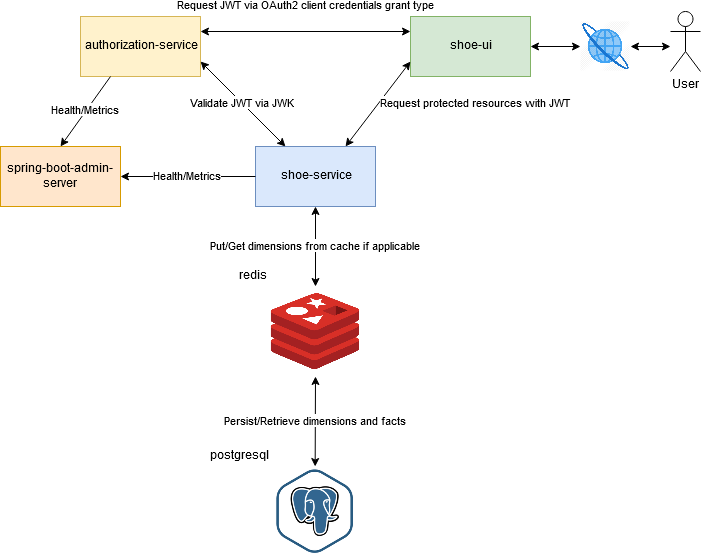 Request JWT via OAuth2 client credentials grant type
authorization-service
shoe-ui
User
Validate JWT via JWK
Request protected resources with JWT
Health/Metrics
spring-boot-admin-
server
Health/Metrics
shoe-service
Put/Get dimensions from cache if applicable
redis
Persist/Retrieve dimensions and facts
postgresql